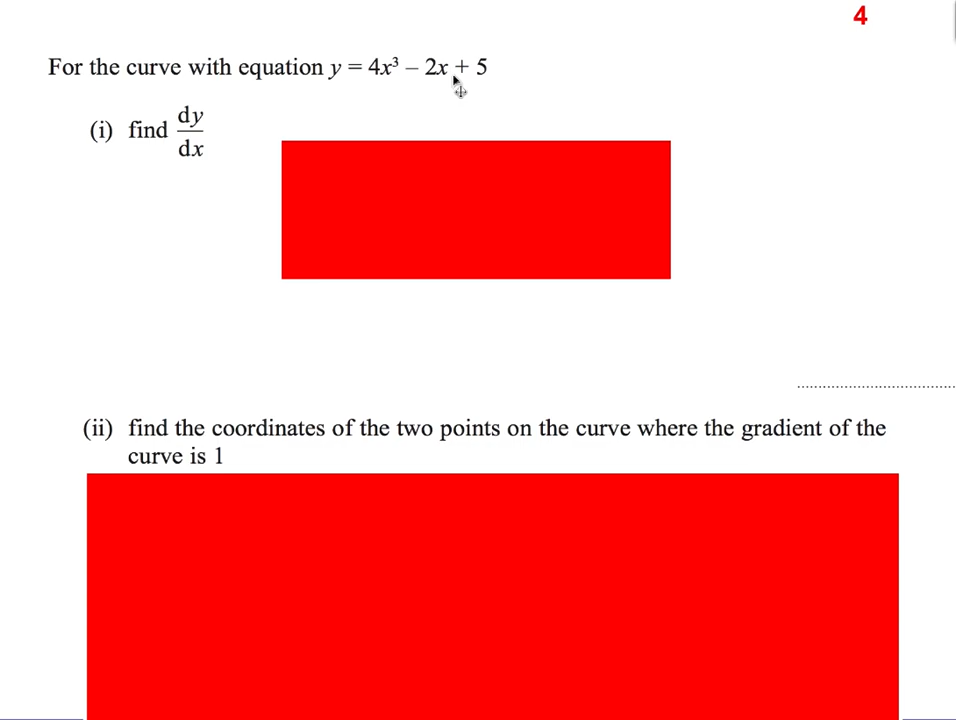 4
For the curve with equation y = 4x³ – 2x + 5
(i) find dy/dx
(ii) find the coordinates of the two points on the curve where the gradient of the
curve is 1